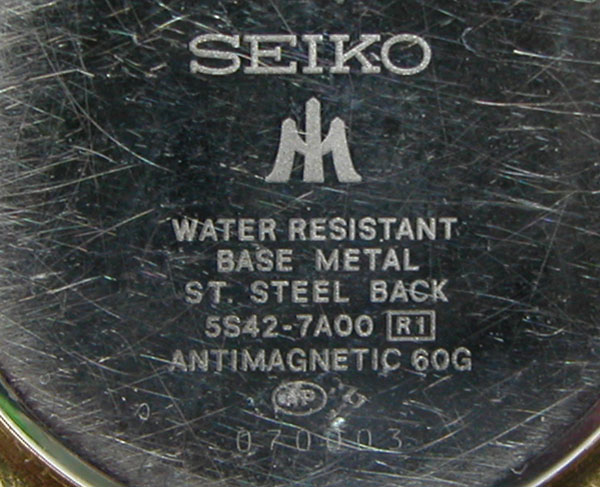 SEIKO
WATER RESISTANT
BASE METAL
ST. STEEL BACK
5S42-7A00 R1
ANTIMAGNETIC 60G
070003